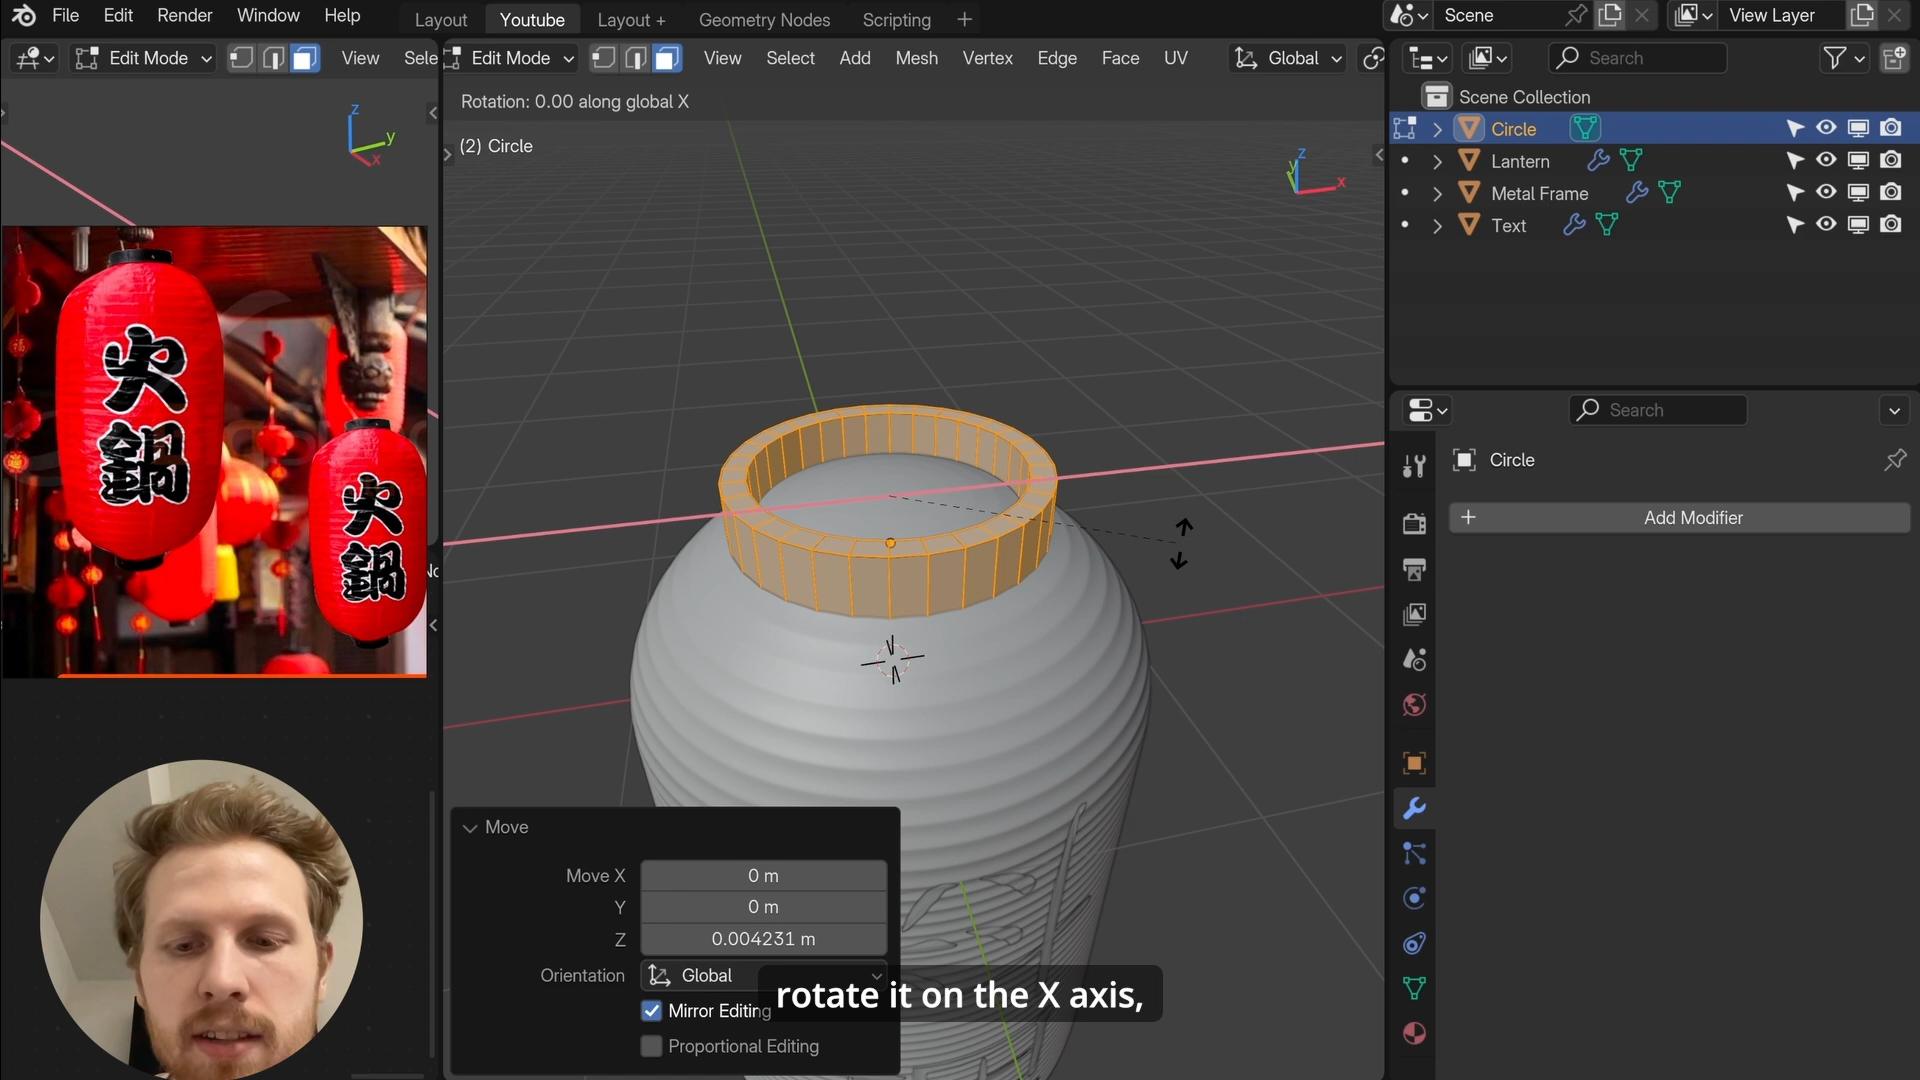 File Edit Render Window Help
Layout Youtube Layout + Geometry Nodes Scripting
Scene
View Layer
Edit Mode View Sele
Edit Mode View Select Add Mesh Vertex Edge Face UV Global
Search
Rotation: 0.00 along global X
(2) Circle
z
y
x
z
y
x
Scene Collection
Circle
Lantern
Metal Frame
Text
火鍋
火鍋
Search
Circle
Add Modifier
Move
Move X 0 m
Y 0 m
Z 0.004231 m
Orientation Global
Mirror Editing
Proportional Editing
rotate it on the X axis,